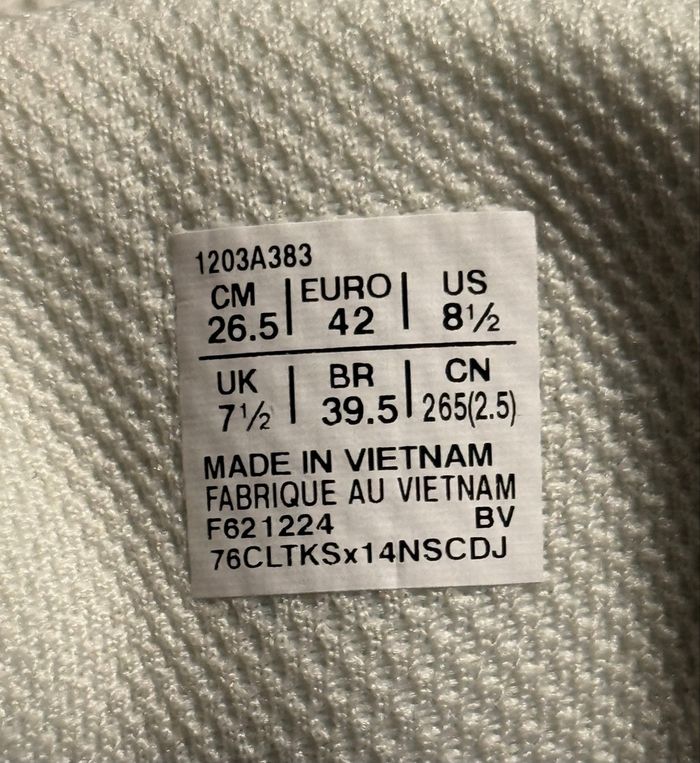 1203A383
CM | EURO | US
26.5 | 42 | 8½
UK | BR | CN
7½ | 39.5 | 265(2.5)
MADE IN VIETNAM
FABRIQUE AU VIETNAM
F621224 BV
76CLTKSx14NSCDJ